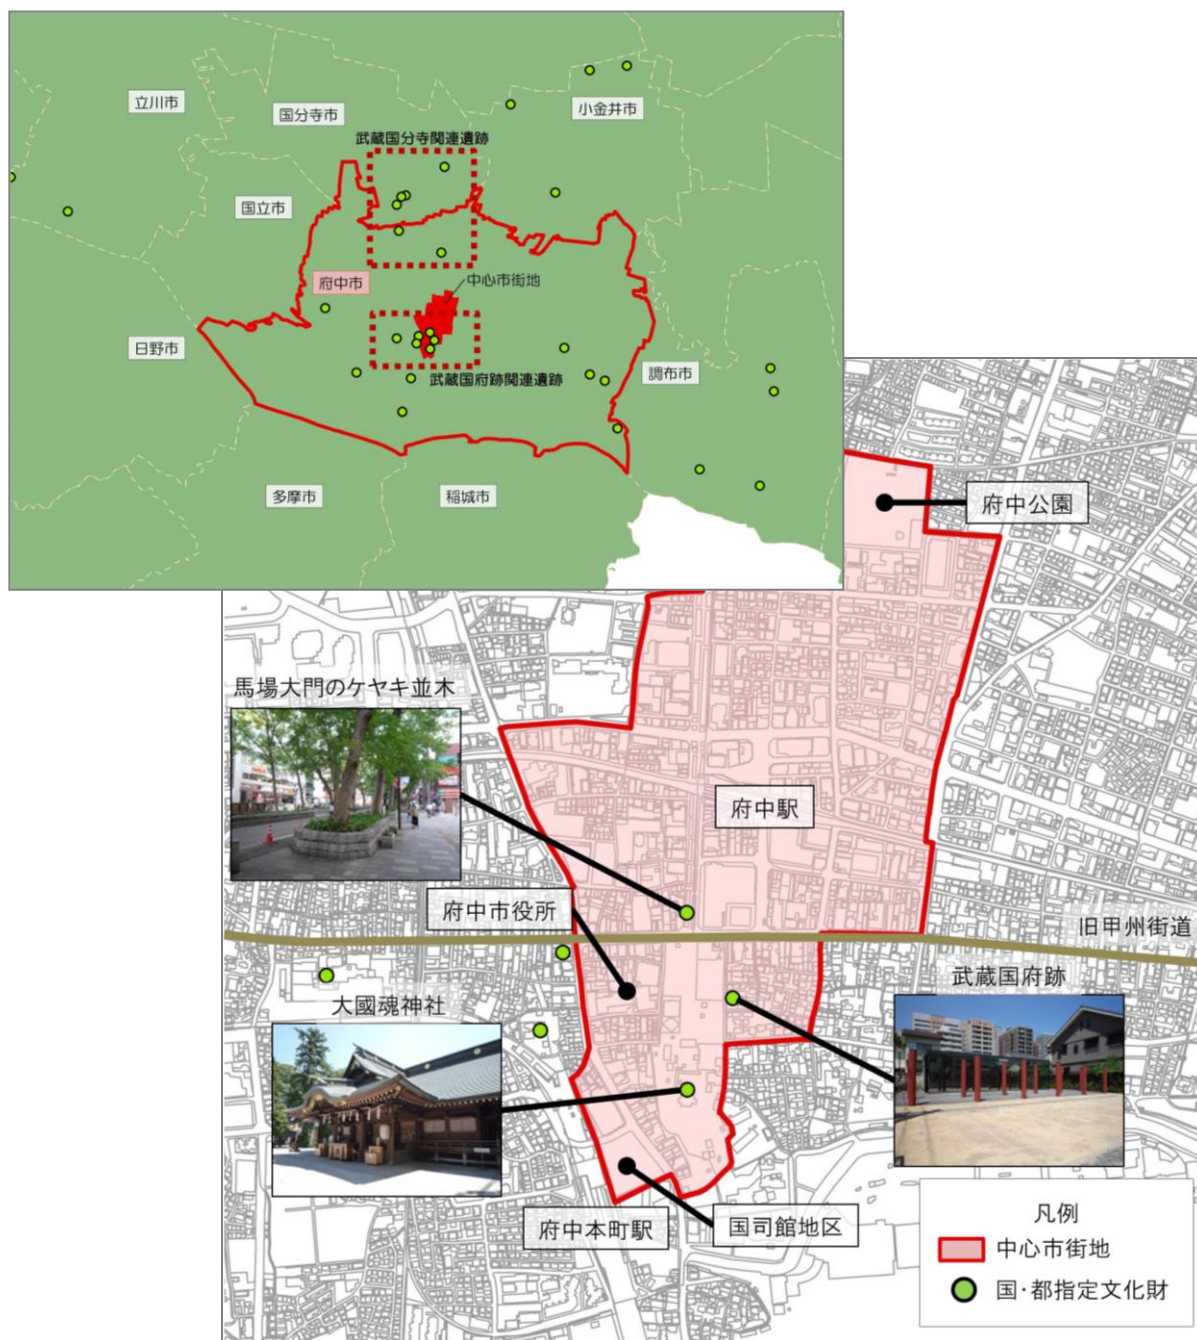 立川市
国分寺市
小金井市
武蔵国分寺関連遺跡
国立市
府中市
中心市街地
日野市
武蔵国府跡関連遺跡
調布市
多摩市
稲城市
府中公園
馬場大門のケヤキ並木
府中駅
府中市役所
旧甲州街道
大國魂神社
武蔵国府跡
府中本町駅
国司館地区
凡例
中心市街地
国・都指定文化財